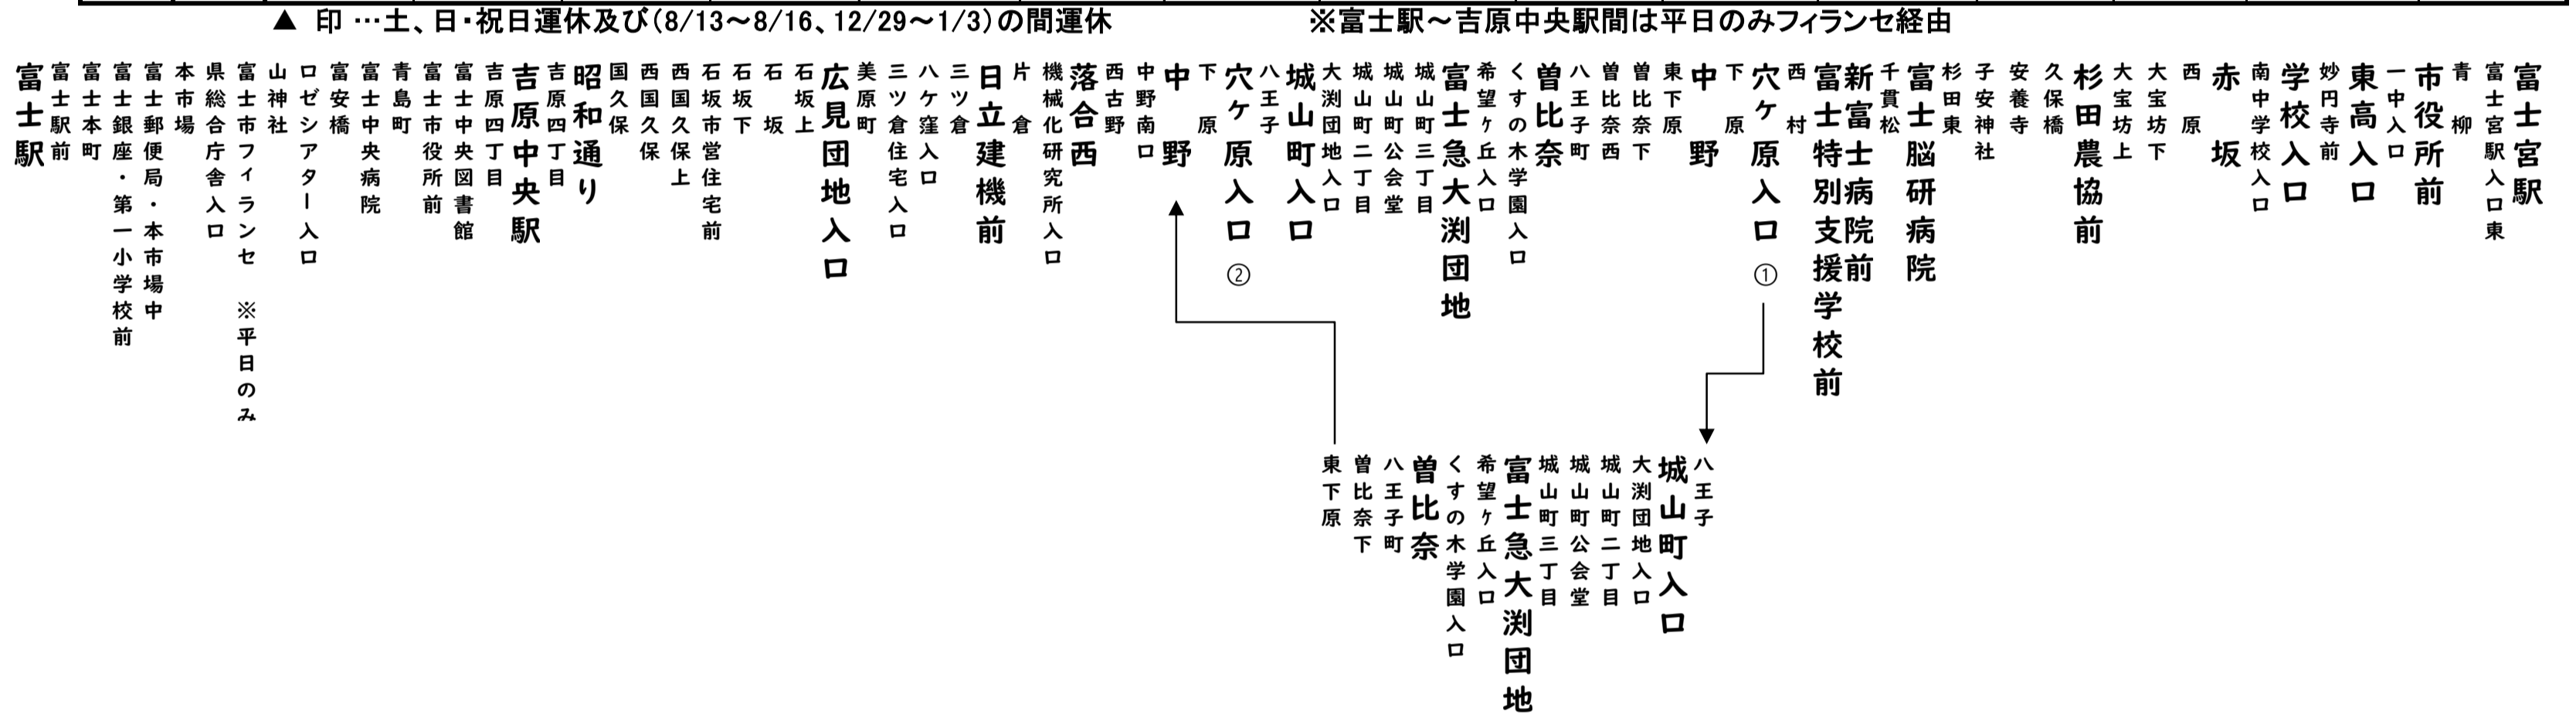 ▲ 印 …土、日・祝日運休及び（8/13～8/16、12/29～1/3）の間運休
※富士駅～吉原中央駅間は平日のみフィランセ経由
富士駅
富士駅前
富士本町
富士銀座・第一小学校前
富士郵便局・本市場中
本市場
県総合庁舎入口
富士市フィランセ ※平日のみ
山神社
ロゼシアター入口
富安橋
富士中央病院
青島町
富士市役所前
富士中央図書館
吉原四丁目
吉原中央駅
吉原四丁目
昭和通り
国久保
西国久保
西国久保上
石坂市営住宅前
石坂下
石坂
石坂上
広見団地入口
美原町
三ツ倉住宅入口
八ケ窪入口
三ツ倉
日立建機前
片倉
機械化研究所入口
落合西
西古野
中野南口
中野
下原
穴ケ原入口 ②
八王子
城山町入口
大渕団地入口
城山町二丁目
城山町公会堂
城山町三丁目
富士急大渕団地
希望ヶ丘入口
くすの木学園入口
曽比奈
八王子町
曽比奈西
曽比奈下
東下原
中野
下原
穴ケ原入口 ①
西村
富士特別支援学校前
新富士病院前
千貫松
富士脳研病院
杉田東
子安神社
安養寺
久保橋
杉田農協前
大宝坊上
大宝坊下
西原
赤坂
南中学校入口
学校入口
妙円寺前
東高入口
一中入口
市役所前
青柳
富士宮駅入口東
富士宮駅
東下原
曽比奈下
八王子町
曽比奈
くすの木学園入口
希望ヶ丘入口
富士急大渕団地
城山町三丁目
城山町公会堂
城山町二丁目
大渕団地入口
城山町入口
八王子